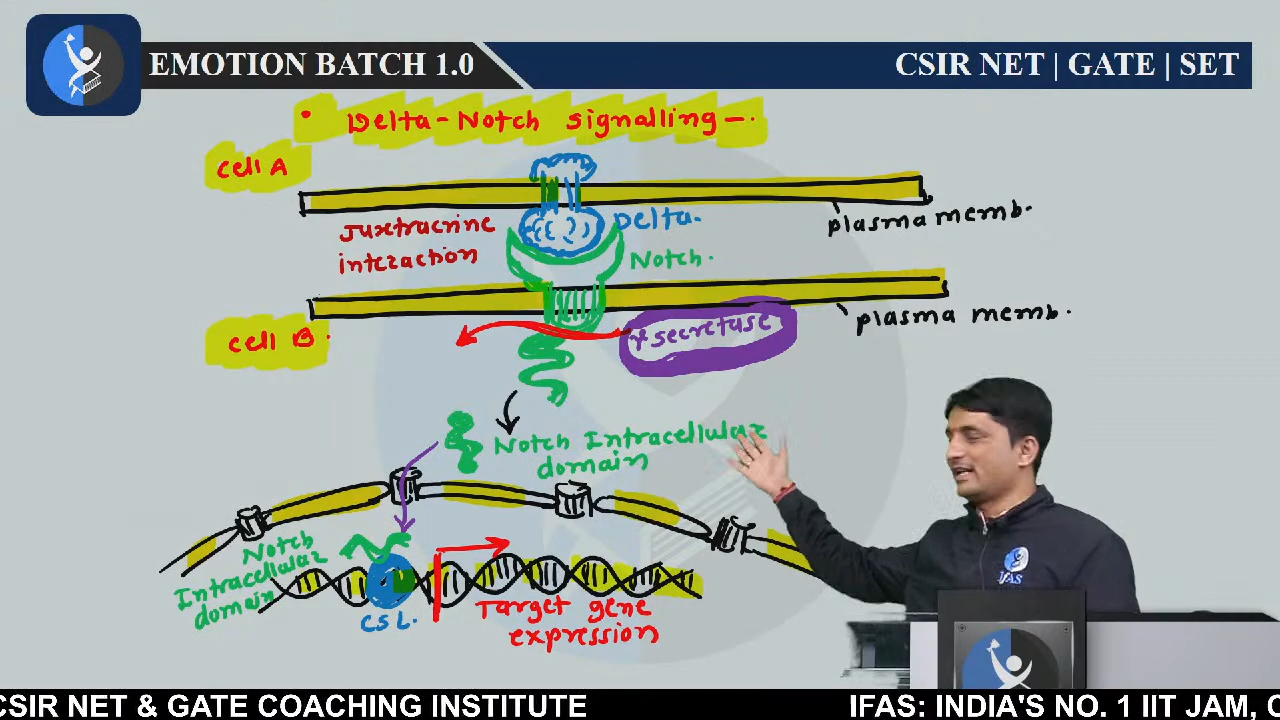 EMOTION BATCH 1.0
CSIR NET | GATE | SET
• Delta-Notch signalling -
Cell A
Juxtracrine
interaction
Delta.
plasma memb.
Notch.
Cell B
γ secretase
plasma memb.
Notch Intracellular
domain
Notch
Intracellular
domain
CSL.
Target gene
expression
IFAS
CSIR NET & GATE COACHING INSTITUTE
IFAS: INDIA'S NO. 1 IIT JAM, C